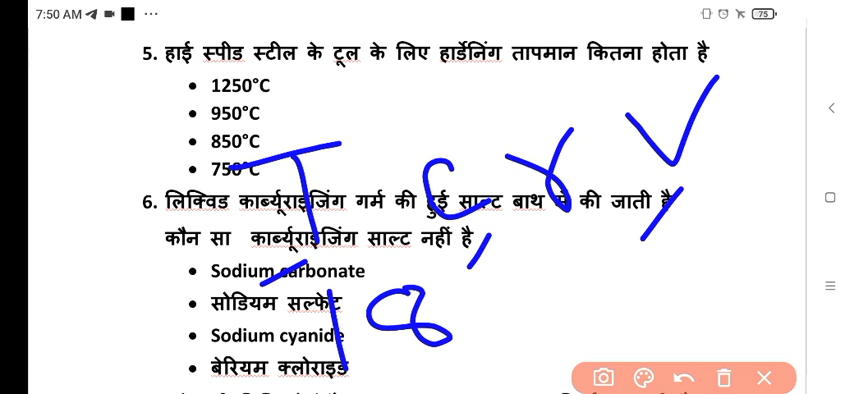 7:50 AM
75
5. हाई स्पीड स्टील के टूल के लिए हार्डेनिंग तापमान कितना होता है
• 1250°C
• 950°C
• 850°C
• 750°C
6. लिक्विड कार्ब्यूराइजिंग गर्म की हुई साल्ट बाथ में की जाती है
कौन सा कार्ब्यूराइजिंग साल्ट नहीं है
• Sodium carbonate
• सोडियम सल्फेट
• Sodium cyanide
• बेरियम क्लोराइड